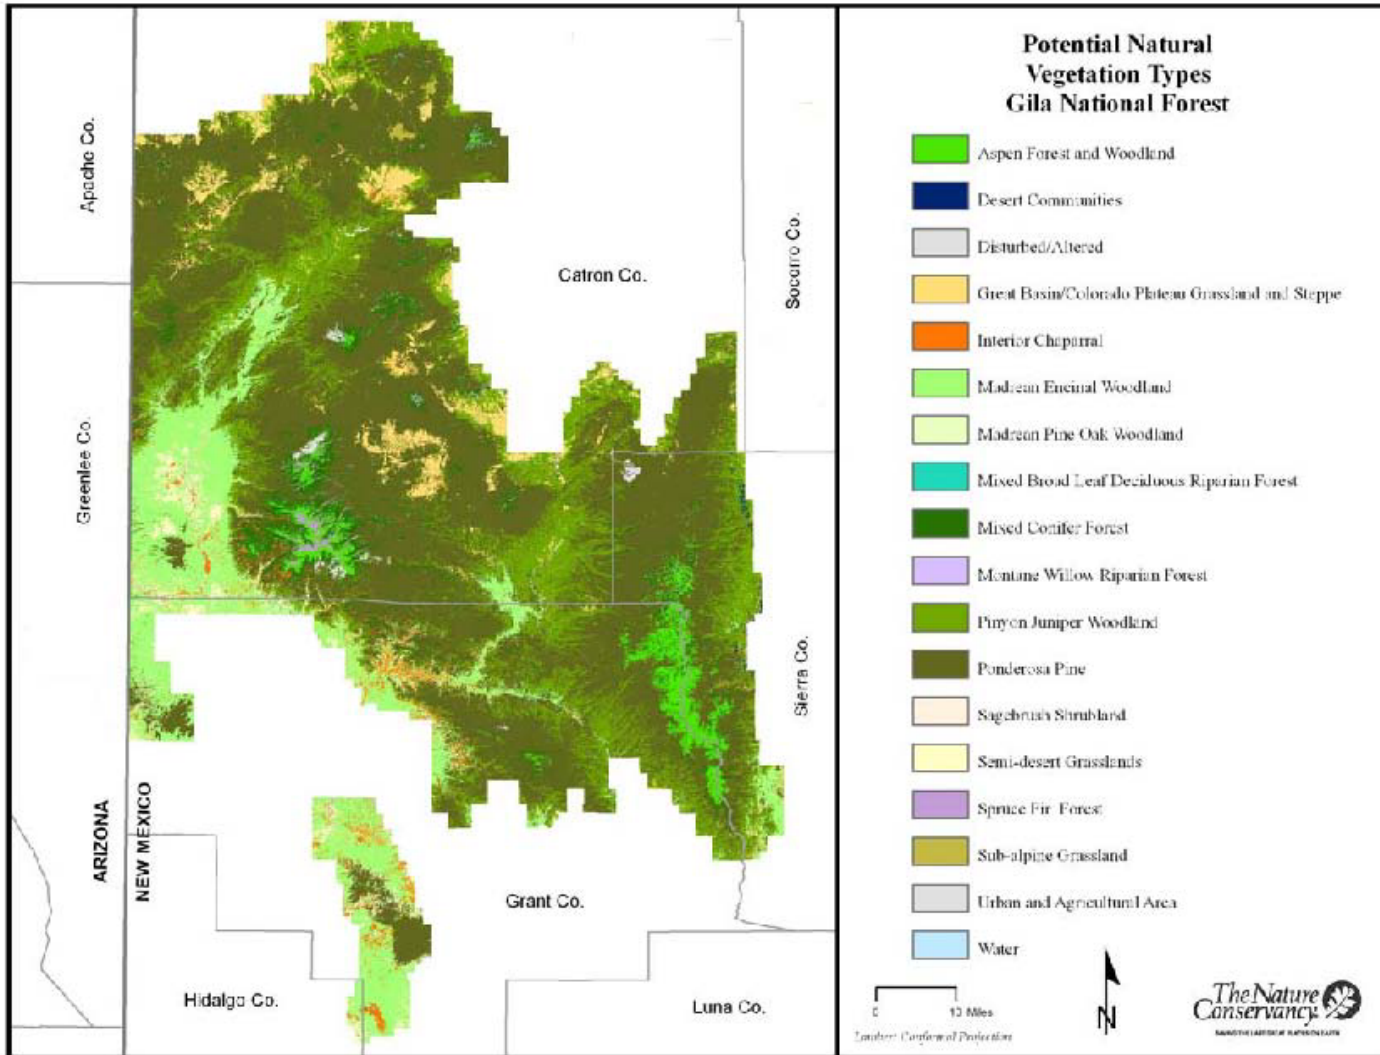 Potential Natural
Vegetation Types
Gila National Forest
Aspen Forest and Woodland
Desert Communities
Disturbed/Altered
Great Basin/Colorado Plateau Grassland and Steppe
Interior Chaparral
Madrean Encinal Woodland
Madrean Pine Oak Woodland
Mixed Broad Leaf Deciduous Riparian Forest
Mixed Conifer Forest
Montane Willow Riparian Forest
Pinyon Juniper Woodland
Ponderosa Pine
Sagebrush Shrubland
Semi-desert Grasslands
Spruce Fir Forest
Sub-alpine Grassland
Urban and Agricultural Area
Water
0 10 Miles
Lambert Conformal Projection
N
The Nature
Conservancy
Apache Co.
Greenlee Co.
Catron Co.
Socorro Co.
Sierra Co.
ARIZONA
NEW MEXICO
Grant Co.
Hidalgo Co.
Luna Co.